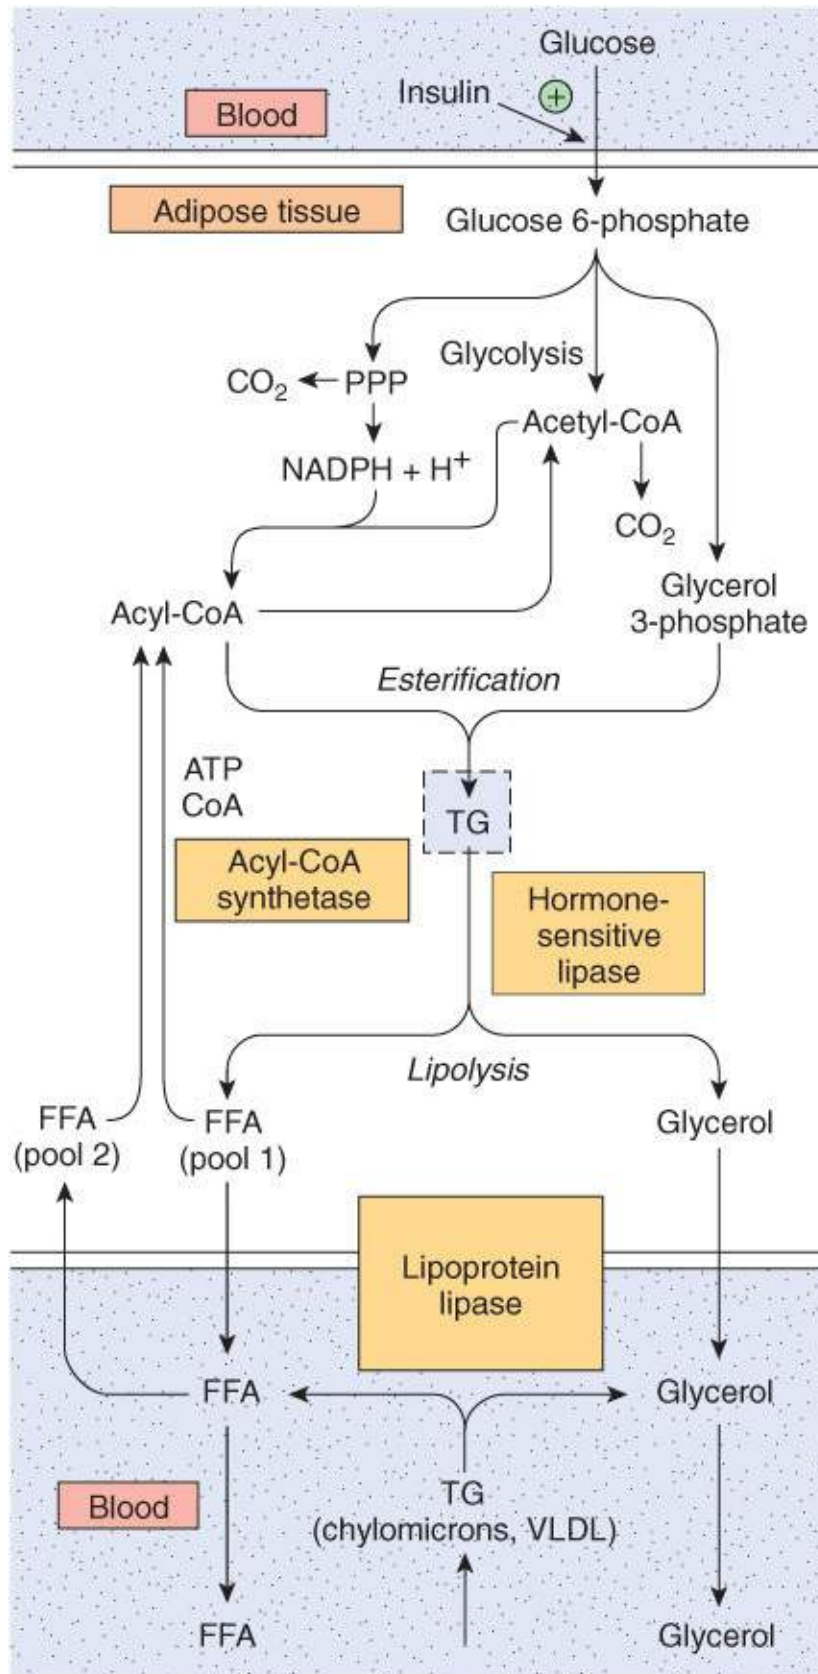 Glucose
Insulin
+
Blood
Adipose tissue
Glucose 6-phosphate
Glycolysis
CO₂
PPP
Acetyl-CoA
NADPH + H⁺
CO₂
Acyl-CoA
Glycerol
3-phosphate
Esterification
ATP
CoA
TG
Acyl-CoA
synthetase
Hormone-
sensitive
lipase
Lipolysis
FFA
(pool 2)
FFA
(pool 1)
Glycerol
Lipoprotein
lipase
FFA
Glycerol
Blood
TG
(chylomicrons, VLDL)
FFA
Glycerol